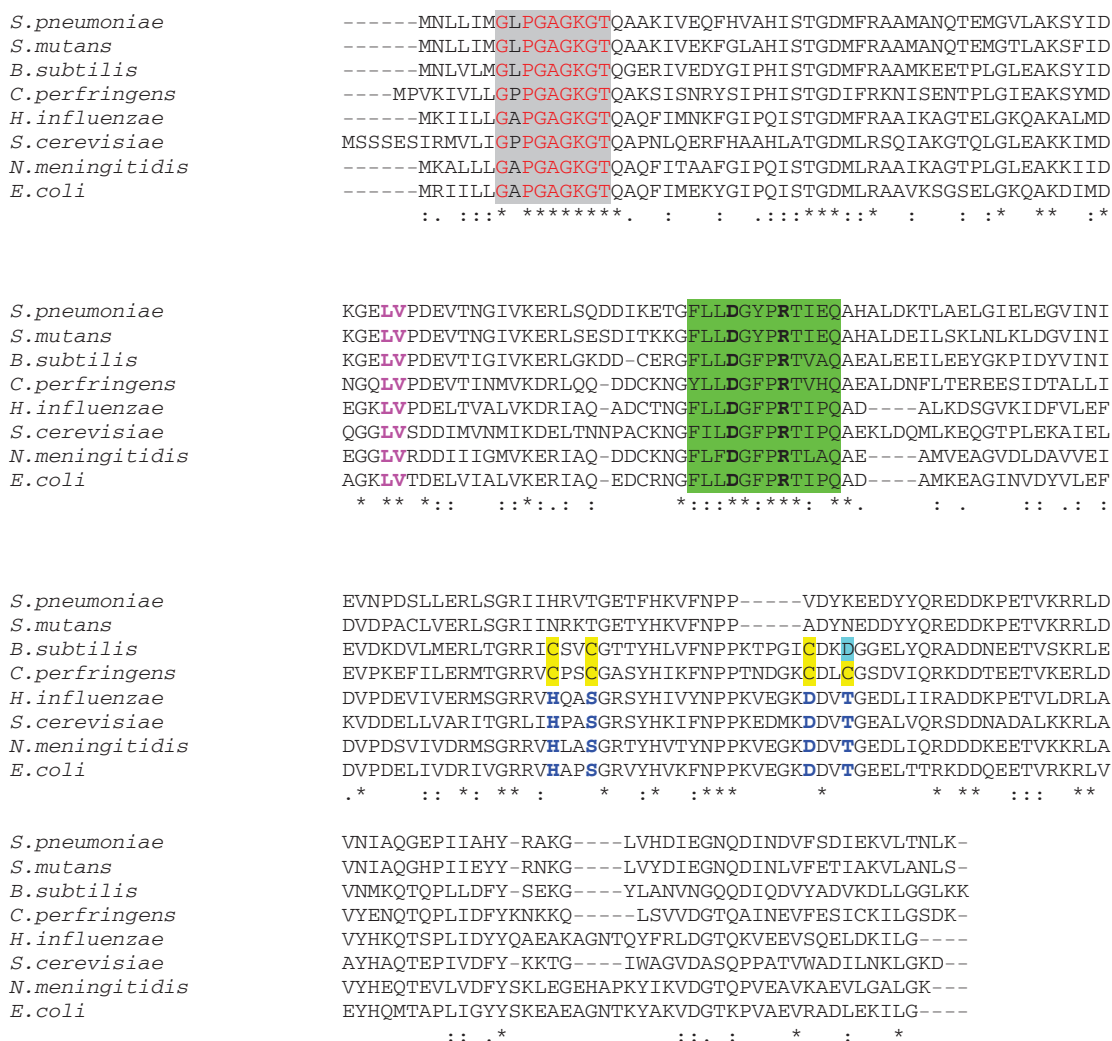 S.pneumoniae ------MNLLIMGLPGAGKGTQAAKIVEQFHVAHISTGDMFRAAMANQTEMGVLAKSYID
S.mutans ------MNLLIMGLPGAGKGTQAAKIVEKFGLAHISTGDMFRAAMANQTEMGTLAKSFID
B.subtilis ------MNLVLMGLPGAGKGTQGERIVEDYGIPHISTGDMFRAAMKEETPLGLEAKSYID
C.perfringens ----MPVKIVLLGPPGAGKGTQAKSISNRYSIPHISTGDIFRKNISENTPLGIEAKSYMD
H.influenzae ------MKIILLGAPGAGKGTQAQFIMNKFGIPQISTGDMFRAAIKAGTELGKQAKALMD
S.cerevisiae MSSSESIRMVLIGPPGAGKGTQAPNLQERFHAAHLATGDMLRSQIAKGTQLGLEAKKIMD
N.meningitidis ------MKALLLGAPGAGKGTQAQFITAAFGIPQISTGDMLRAAIKAGTPLGLEAKKIID
E.coli ------MRIILLGAPGAGKGTQAQFIMEKYGIPQISTGDMLRAAVKSGSELGKQAKDIMD
:. :::* ********. : : .:::***::* : : :* ** :*
S.pneumoniae KGELVPDEVTNGIVKERLSQDDIKETGFLLDGYPRTIEQAHALDKTLAELGIELEGVINI
S.mutans KGELVPDEVTNGIVKERLSESDITKKGFLLDGYPRTIEQAHALDEILSKLNLKLDGVINI
B.subtilis KGELVPDEVTIGIVKERLGKDD-CERGFLLDGFPRTVAQAEALEEILEEYGKPIDYVINI
C.perfringens NGQLVPDEVTINMVKDRLQQ-DDCKNGYLLDGFPRTVHQAEALDNFLTEREESIDTALLI
H.influenzae EGKLVPDELTVALVKDRIAQ-ADCTNGFLLDGFPRTIPQAD----ALKDSGVKIDFVLEF
S.cerevisiae QGGLVSDDIMVNMIKDELTNNPACKNGFILDGFPRTIPQAEKLDQMLKEQGTPLEKAIEL
N.meningitidis EGGLVRDDIIIGMVKERIAQ-DDCKNGFLFDGFPRTLAQAE----AMVEAGVDLDAVVEI
E.coli AGKLVTDELVIALVKERIAQ-EDCRNGFLLDGFPRTIPQAD----AMKEAGINVDYVLEF
* ** *:: ::*:.: : *:::**:***:**. : . :: .: :
S.pneumoniae EVNPDSLLERLSGRIIHRVTGETFHKVFNPP-----VDYKEEDYYQREDDKPETVKRRLD
S.mutans DVDPACLVERLSGRIINRKTGETYHKVFNPP-----ADYNEDDYYQREDDKPETVKRRLD
B.subtilis EVDKDVLMERLTGRRICSVCGTTYHLVFNPPKTPGICDKDGGELYQRADDNEETVSKRLE
C.perfringens EVPKEFILERMTGRRVCPSCGASYHIKFNPPTNDGKCDLCGSDVIQRKDDTEETVKKRLE
H.influenzae DVPDEVIVERMSGRRVHQASGRSYHIVYNPPKVEGKDDVTGEDLIIRADDKPETVLDRLA
S.cerevisiae KVDDELLVARITGRLIHPASGRSYHKIFNPPKEDMKDDVTGEALVQRSDDNADALKKRLA
N.meningitidis DVPDSVIVDRMSGRRVHLASGRTYHVTYNPPKVEGKDDVTGEDLIQRDDDKEETVKKRLA
E.coli DVPDELIVDRIVGRRVHAPSGRVYHVKFNPPKVEGKDDVTGEELTTRKDDQEETVRKRLV
.* :: *: ** : * :* :*** * * ** ::: **
S.pneumoniae VNIAQGEPIIAHY-RAKG----LVHDIEGNQDINDVFSDIEKVLTNLK-
S.mutans VNIAQGHPIIEYY-RNKG----LVYDIEGNQDINLVFETIAKVLANLS-
B.subtilis VNMKQTQPLLDFY-SEKG----YLANVNGQQDIQDVYADVKDLLGGLKK
C.perfringens VYENQTQPLIDFYKNKKQ-----LSVVDGTQAINEVFESICKILGSDK-
H.influenzae VYHKQTSPLIDYYQAEAKAGNTQYFRLDGTQKVEEVSQELDKILG----
S.cerevisiae AYHAQTEPIVDFY-KKTG----IWAGVDASQPPATVWADILNKLGKD--
N.meningitidis VYHEQTEVLVDFYSKLEGEHAPKYIKVDGTQPVEAVKAEVLGALGK---
E.coli EYHQMTAPLIGYYSKEAEAGNTKYAKVDGTKPVAEVRADLEKILG----
:: .* ::. : * : *